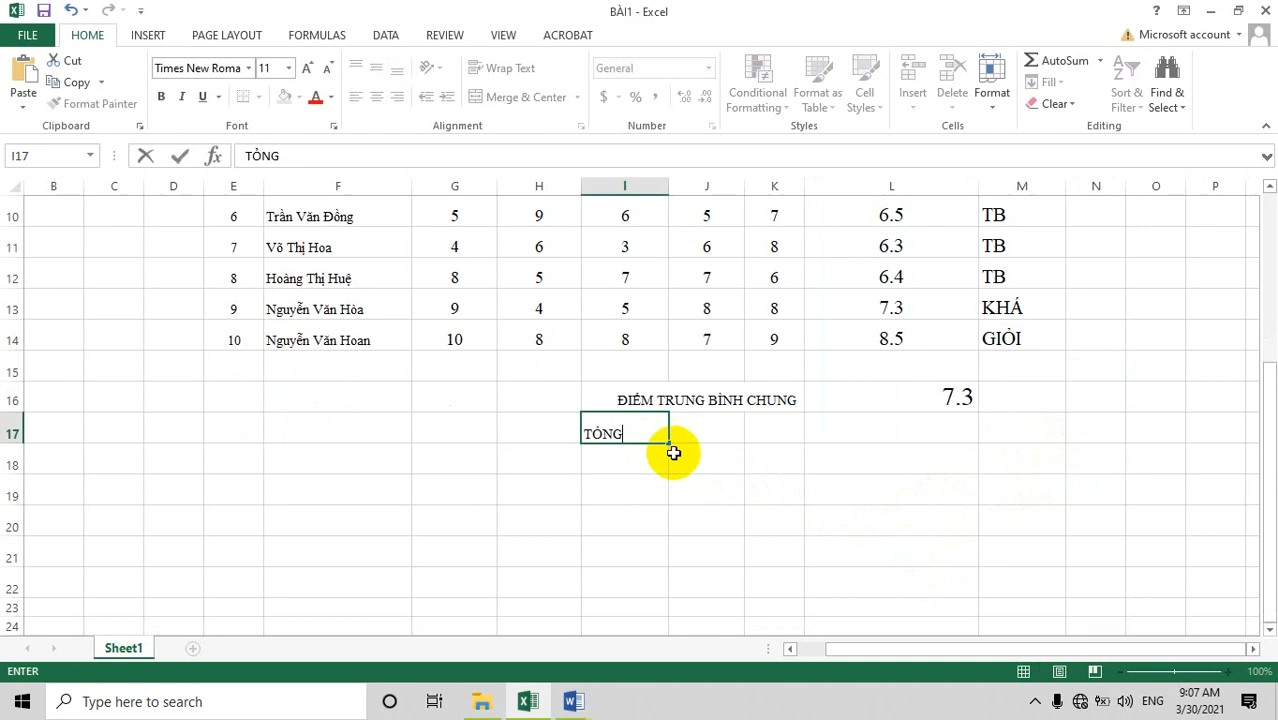 BÀI1 - Excel
?
FILE HOME INSERT PAGE LAYOUT FORMULAS DATA REVIEW VIEW ACROBAT Microsoft account
Paste
Cut
Copy
Format Painter
Clipboard
Times New Roma 11
B I U
Font
Wrap Text
Merge & Center
Alignment
General
$ % ,
Number
Conditional Formatting
Format as Table
Cell Styles
Styles
Insert Delete Format
Cells
AutoSum
Fill
Clear
Sort & Filter
Find & Select
Editing
I17 fx TỎNG
B C D E F G H I J K L M N O P
10 6 Trần Văn Đồng 5 9 6 5 7 6.5 TB
11 7 Võ Thị Hoa 4 6 3 6 8 6.3 TB
12 8 Hoảng Thị Huệ 8 5 7 7 6 6.4 TB
13 9 Nguyễn Văn Hòa 9 4 5 8 8 7.3 KHÁ
14 10 Nguyễn Văn Hoan 10 8 8 7 9 8.5 GIỎI
15
16 ĐIỂM TRUNG BÌNH CHUNG 7.3
17 TỎNG
18
19
20
21
22
23
24
Sheet1
ENTER 100%
Type here to search ENG 9:07 AM
3/30/2021